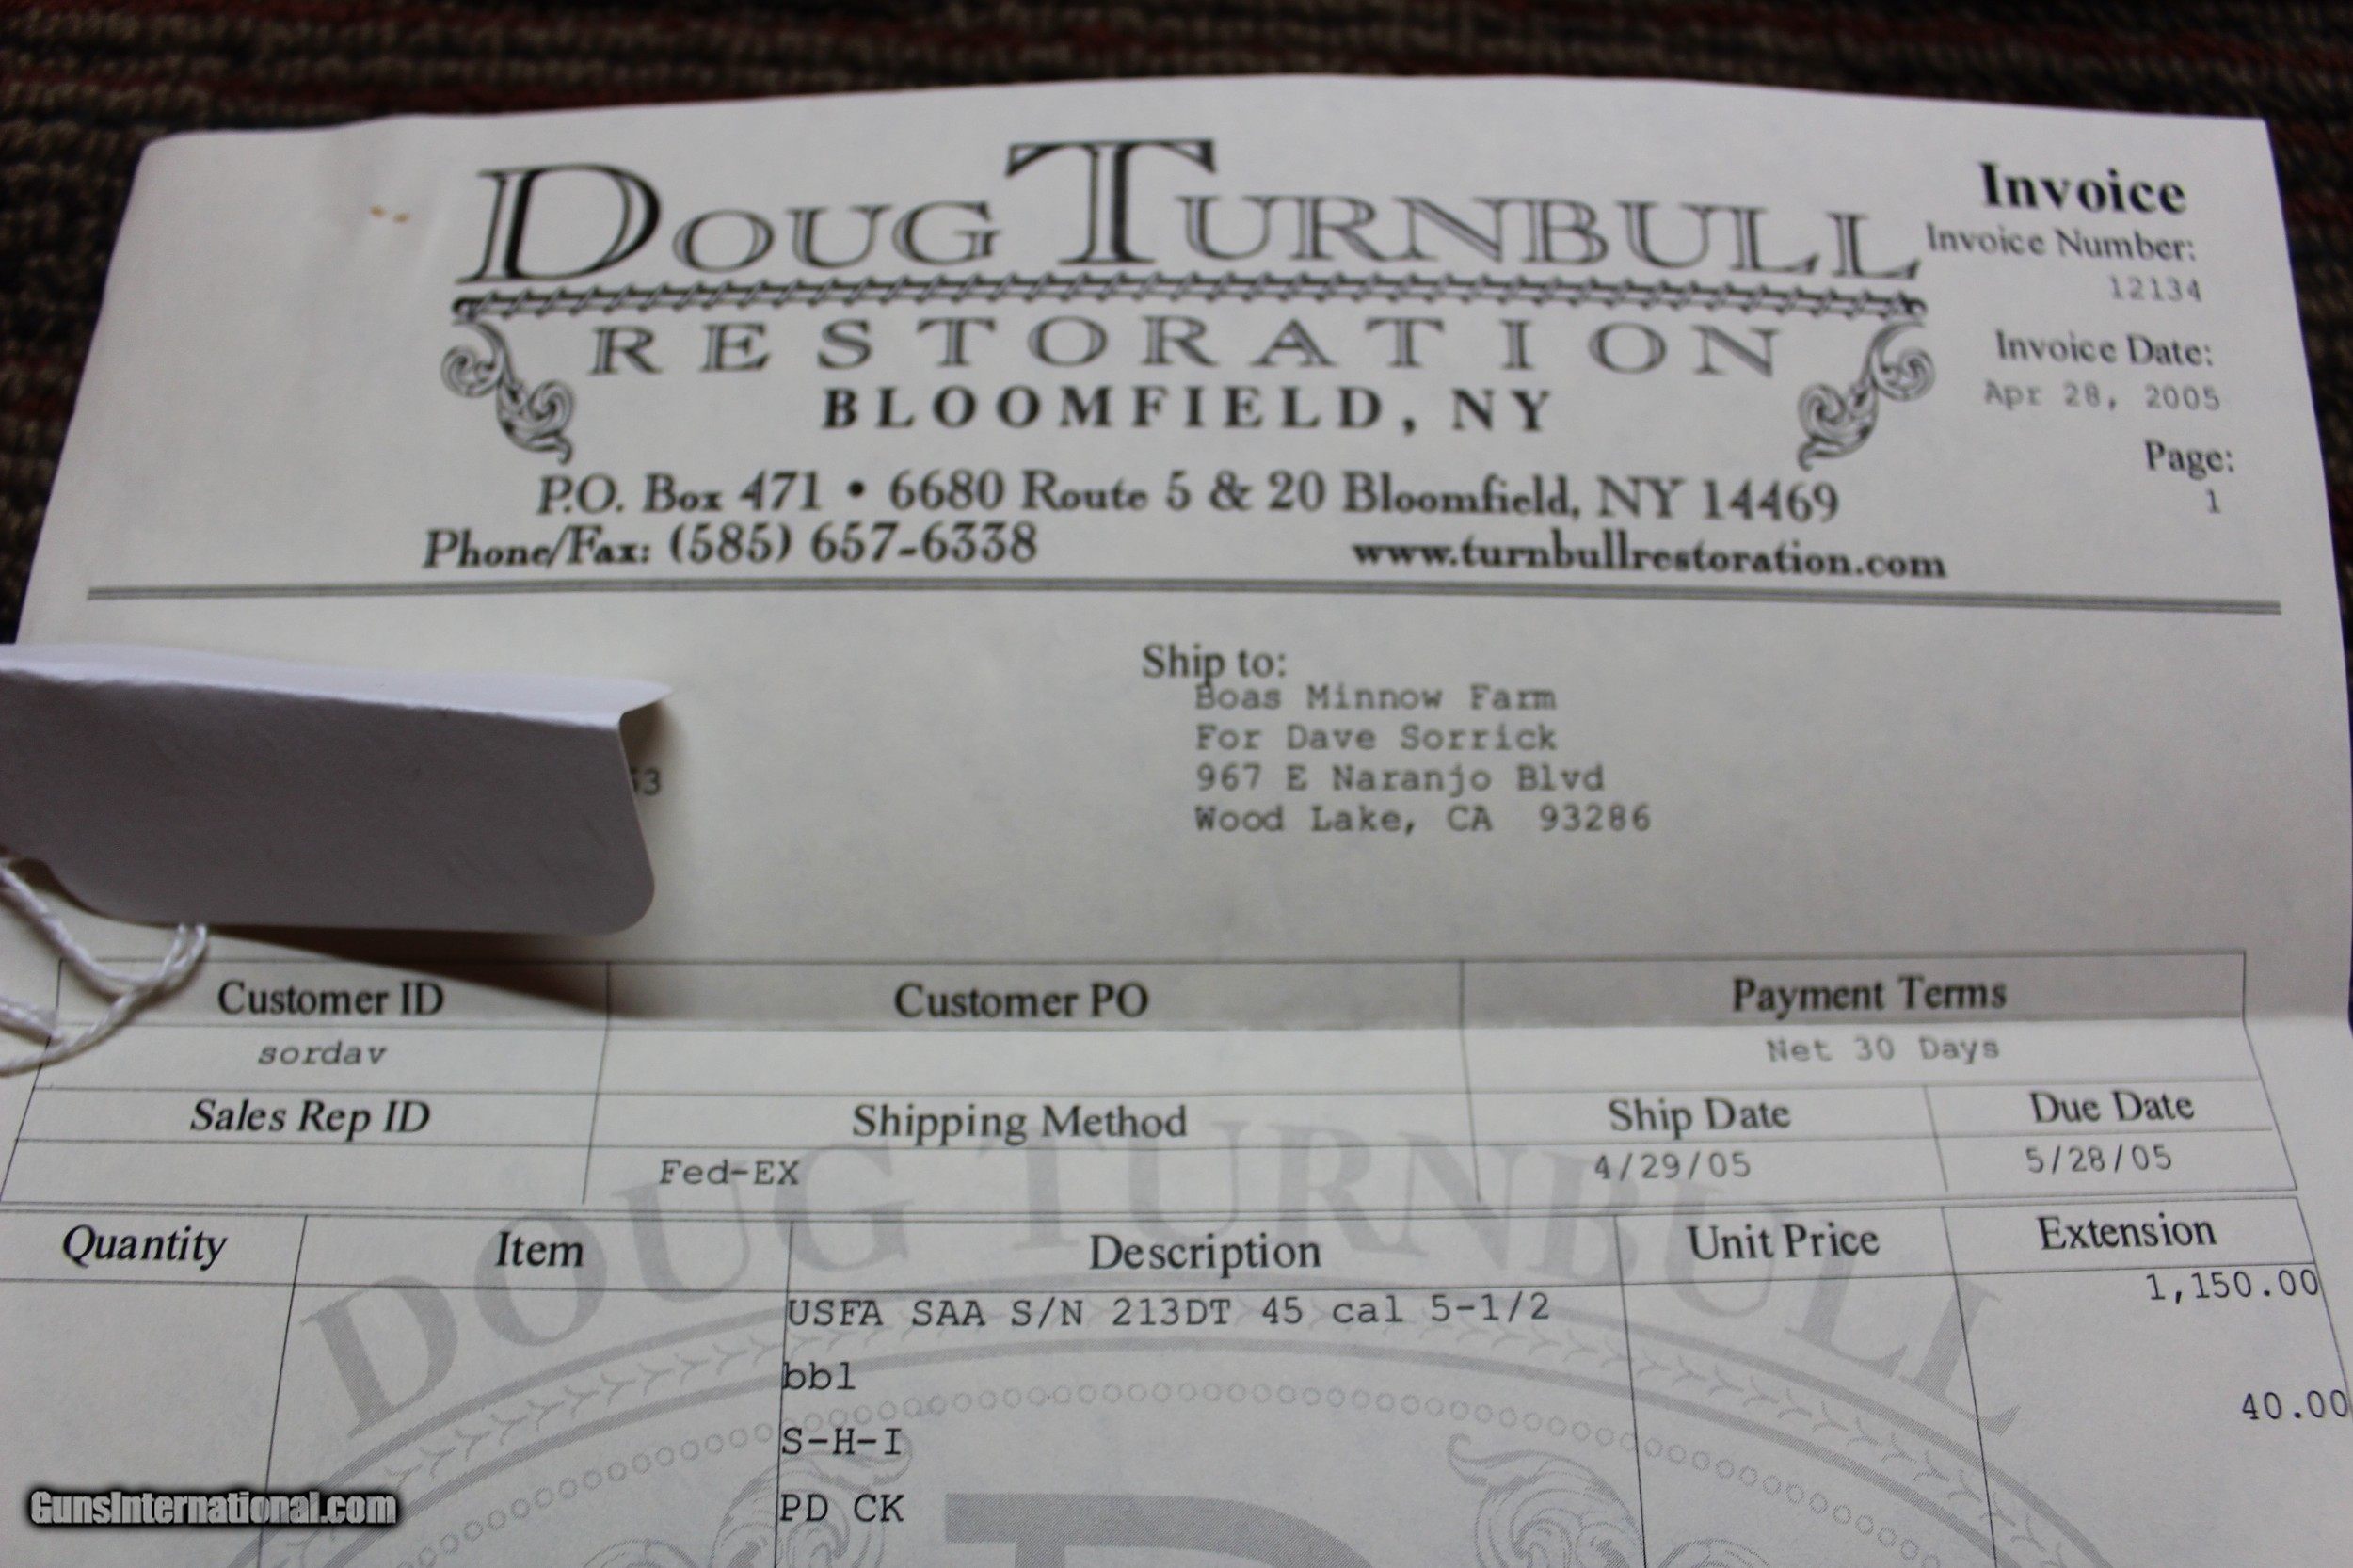 DOUG TURNBULL
RESTORATION
BLOOMFIELD, NY
P.O. Box 471 • 6680 Route 5 & 20 Bloomfield, NY 14469
Phone/Fax: (585) 657-6338
www.turnbullrestoration.com
Invoice
Invoice Number:
12134
Invoice Date:
Apr 28, 2005
Page:
1
Ship to:
Boas Minnow Farm
For Dave Sorrick
967 E Naranjo Blvd
Wood Lake, CA 93286
Customer ID Customer PO Payment Terms
sordav Net 30 Days
Sales Rep ID Shipping Method Ship Date Due Date
Fed-EX 4/29/05 5/28/05
Quantity Item Description Unit Price Extension
USFA SAA S/N 213DT 45 cal 5-1/2 1,150.00
bbl
S-H-I 40.00
PD CK
DOUG TURNBULL
GunsInternational.com